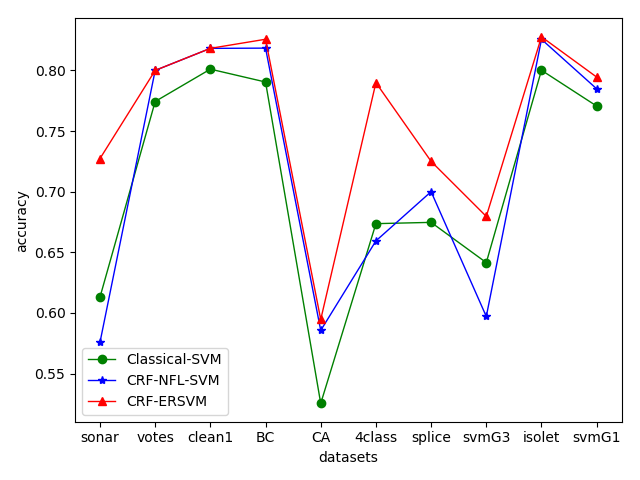 accuracy
0.80
0.75
0.70
0.65
0.60
0.55
Classical-SVM
CRF-NFL-SVM
CRF-ERSVM
sonar votes clean1 BC CA 4class splice svmG3 isolet svmG1
datasets